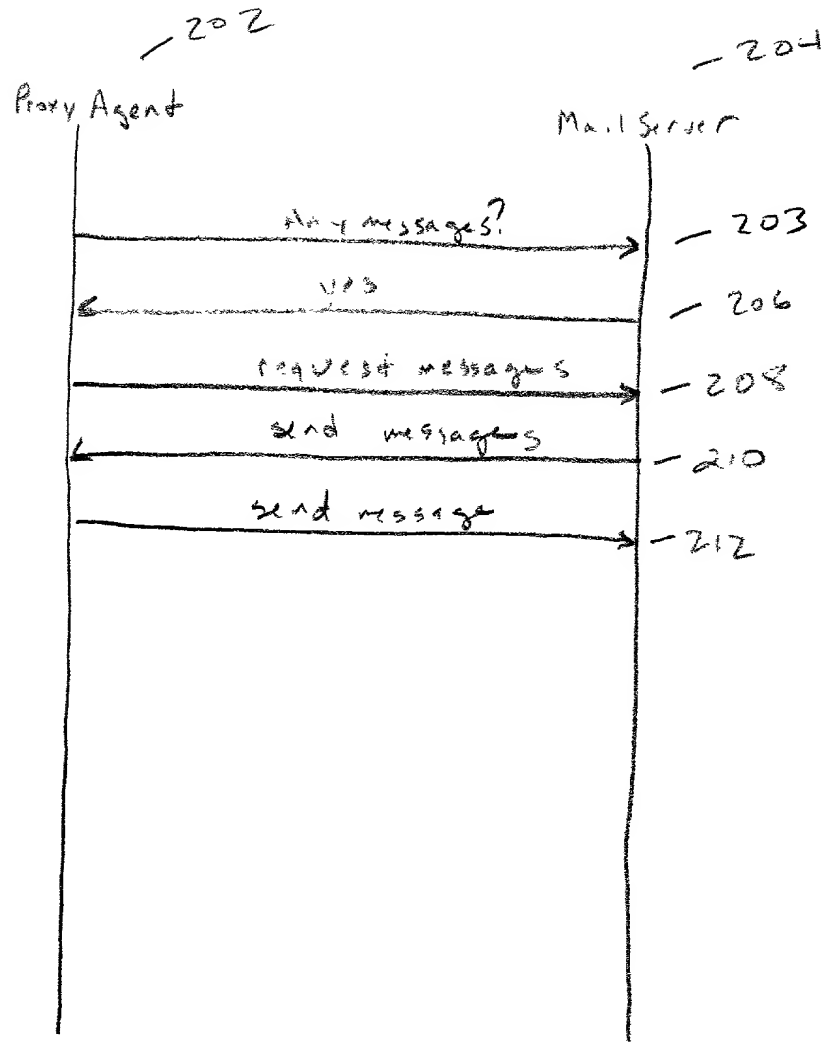 202
204
Proxy Agent
Mail Server
Any messages?
203
yes
206
request messages
208
send messages
210
send message
212